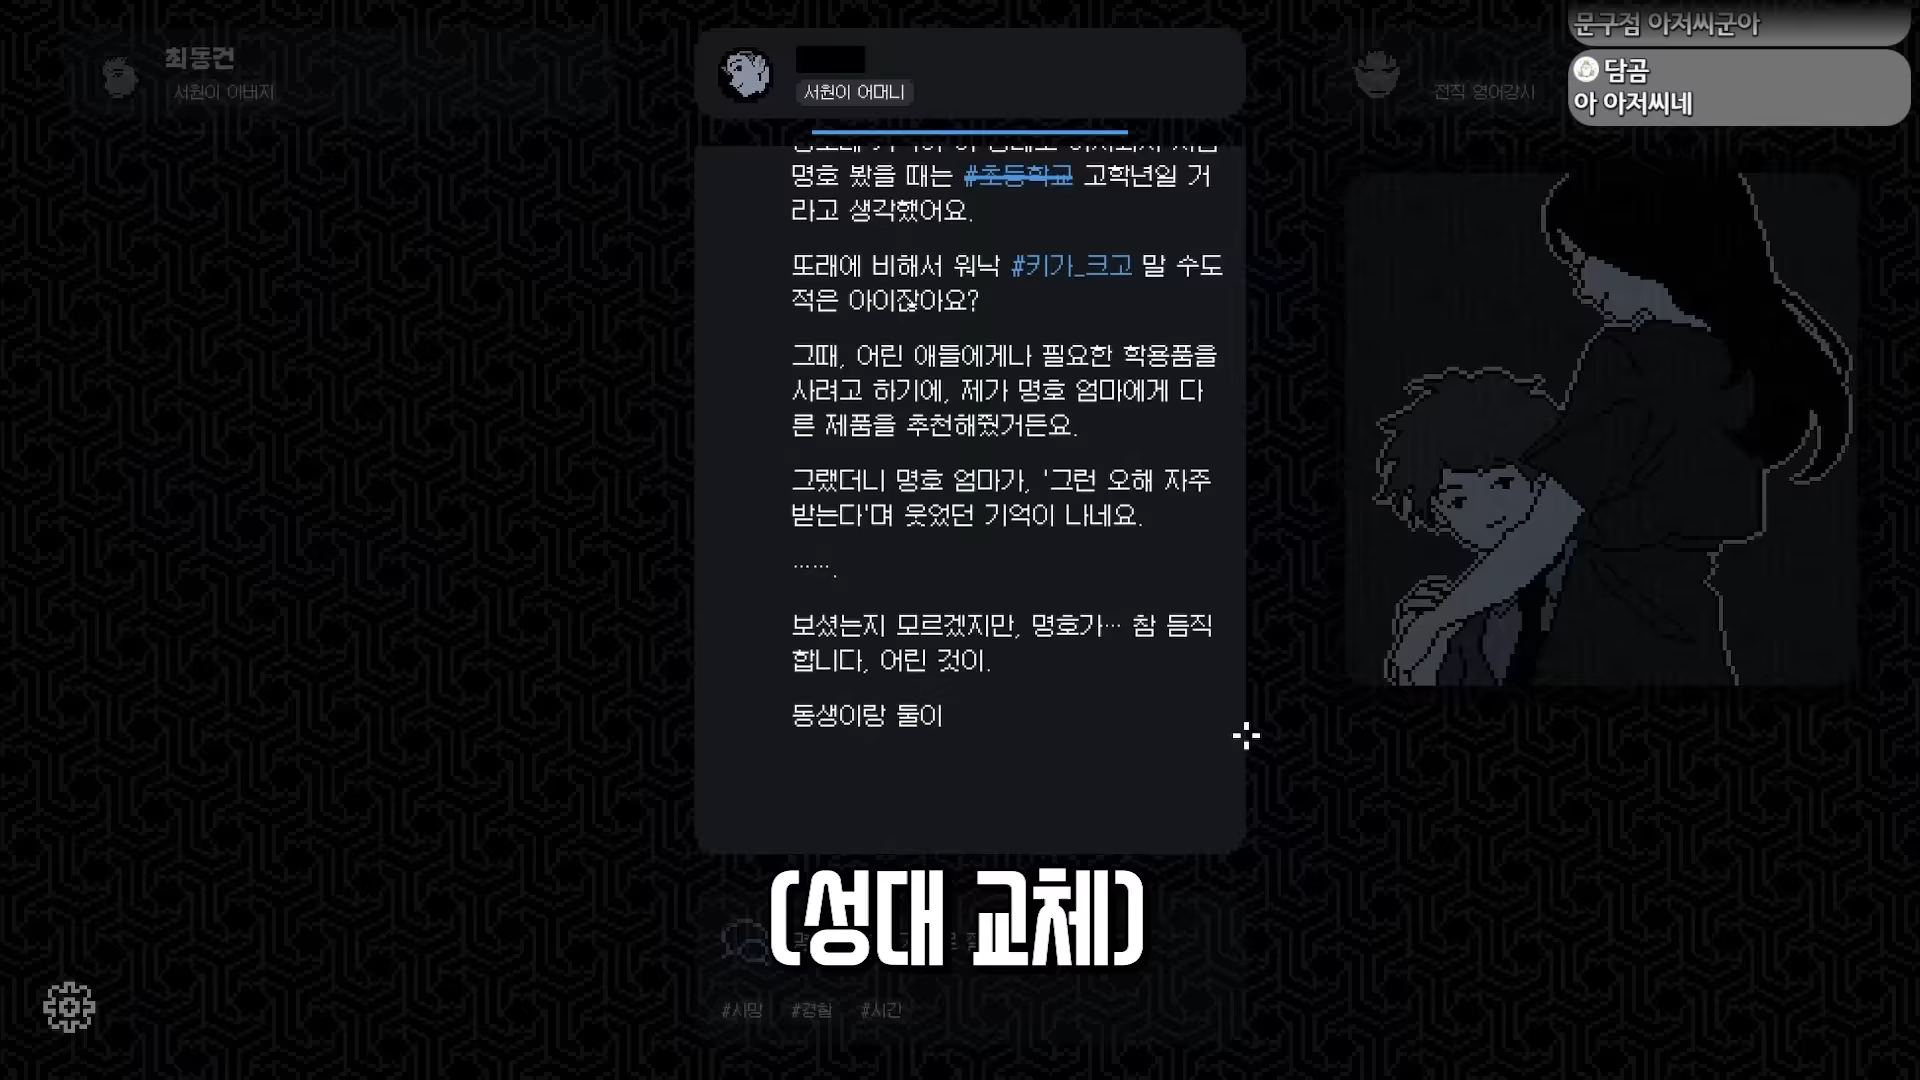 최동건
서원이 아버지
서원이 어머니
전직 영어강사
문구점 아저씨군아
담곰
아 아저씨네
명호 봤을 때는 #초등학교 고학년일 거
라고 생각했어요.
또래에 비해서 워낙 #키가_크고 말 수도
적은 아이잖아요?
그때, 어린 애들에게나 필요한 학용품을
사려고 하기에, 제가 명호 엄마에게 다
른 제품을 추천해줬거든요.
그랬더니 명호 엄마가, '그런 오해 자주
받는다'며 웃었던 기억이 나네요.
…….
보셨는지 모르겠지만, 명호가… 참 듬직
합니다, 어린 것이.
동생이랑 둘이
(성대 교체)
#사망 #경찰 #시간